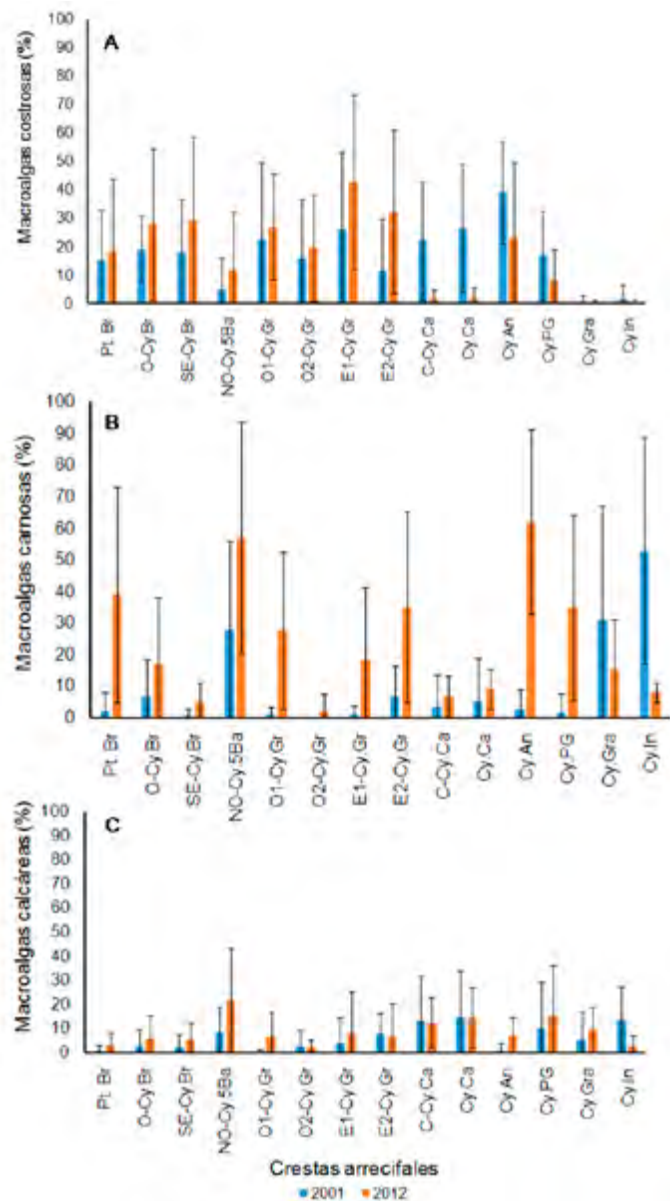 A
Macroalgas costrosas (%)
100
90
80
70
60
50
40
30
20
10
0
Pt. Br
O-Cy.Br
SE-Cy.Br
NO-Cy.5Ba
O1-Cy.Gr
O2-Cy.Gr
E1-Cy.Gr
E2-Cy.Gr
C-Cy.Ca
Cy.Ca
Cy.An
Cy.PG
Cy.Gra
Cy.In
B
Macroalgas carnosas (%)
100
90
80
70
60
50
40
30
20
10
0
Pt. Br
O-Cy.Br
SE-Cy.Br
NO-Cy.5Ba
O1-Cy.Gr
O2-Cy.Gr
E1-Cy.Gr
E2-Cy.Gr
C-Cy.Ca
Cy.Ca
Cy.An
Cy.PG
Cy.Gra
Cy.In
C
Macroalgas calcáreas (%)
100
90
80
70
60
50
40
30
20
10
0
Pt. Br
O-Cy.Br
SE-Cy.Br
NO-Cy.5Ba
O1-Cy.Gr
O2-Cy.Gr
E1-Cy.Gr
E2-Cy.Gr
C-Cy.Ca
Cy.Ca
Cy.An
Cy.PG
Cy.Gra
Cy.In
Crestas arrecifales
2001 2012